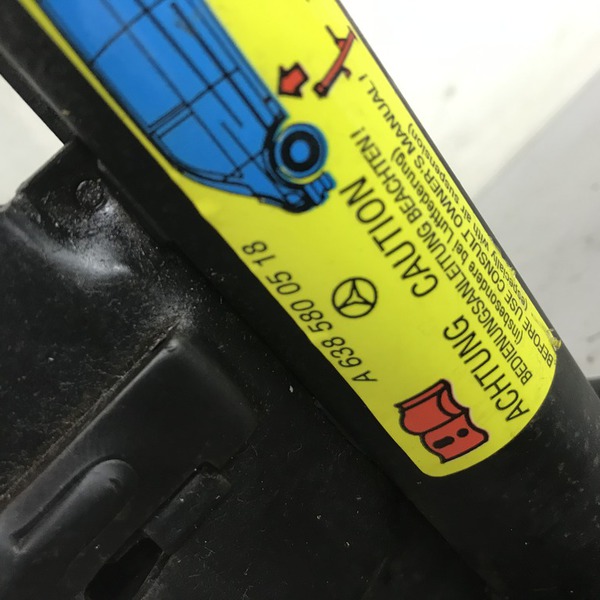 ACHTUNG CAUTION
BEDIENUNGSANLEITUNG BEACHTEN!
(insbesondere bei Luftfederung)
BEFORE USE CONSULT OWNER'S MANUAL!
(especially with air suspension)
A 638 580 05 18